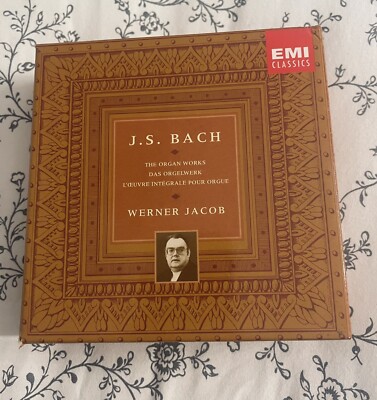 EMI
CLASSICS
J.S. BACH
THE ORGAN WORKS
DAS ORGELWERK
L'ŒUVRE INTÉGRALE POUR ORGUE
WERNER JACOB